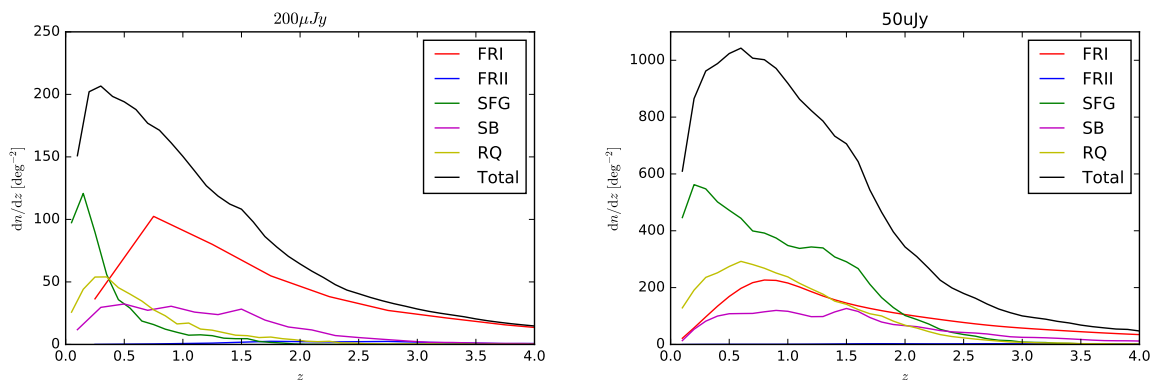 200μJy
250
200
150
100
50
0
0.0 0.5 1.0 1.5 2.0 2.5 3.0 3.5 4.0
dn/dz [deg⁻²]
z
FRI
FRII
SFG
SB
RQ
Total
50uJy
1000
800
600
400
200
0
0.0 0.5 1.0 1.5 2.0 2.5 3.0 3.5 4.0
dn/dz [deg⁻²]
z
FRI
FRII
SFG
SB
RQ
Total